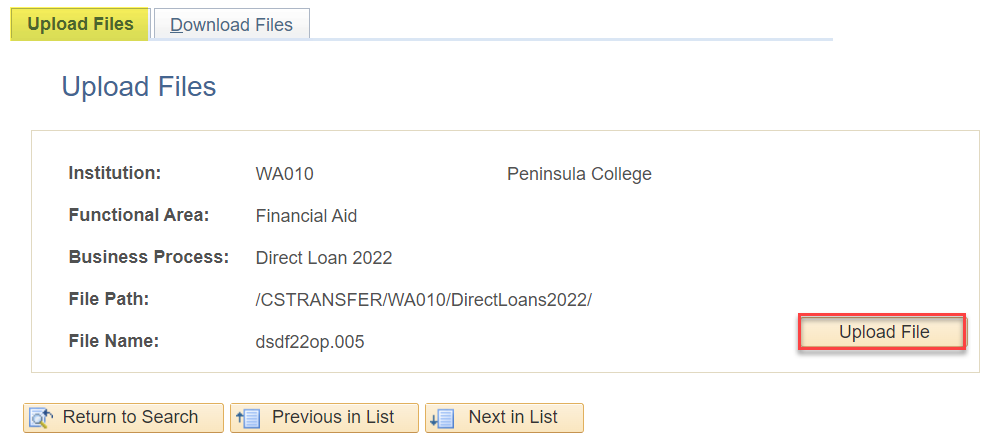 Upload Files Download Files
Upload Files
Institution: WA010 Peninsula College
Functional Area: Financial Aid
Business Process: Direct Loan 2022
File Path: /CSTRANSFER/WA010/DirectLoans2022/
File Name: dsdf22op.005
Upload File
Return to Search Previous in List Next in List